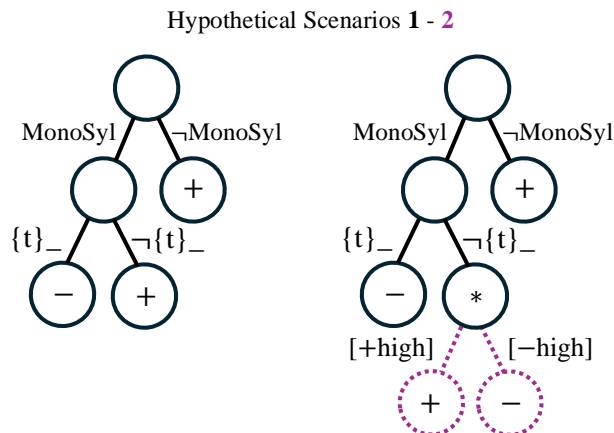 Hypothetical Scenarios 1 - 2
MonoSyl ¬MonoSyl
+
{t}_ ¬{t}_
− +
MonoSyl ¬MonoSyl
+
{t}_ ¬{t}_
− *
[+high] [−high]
+ −